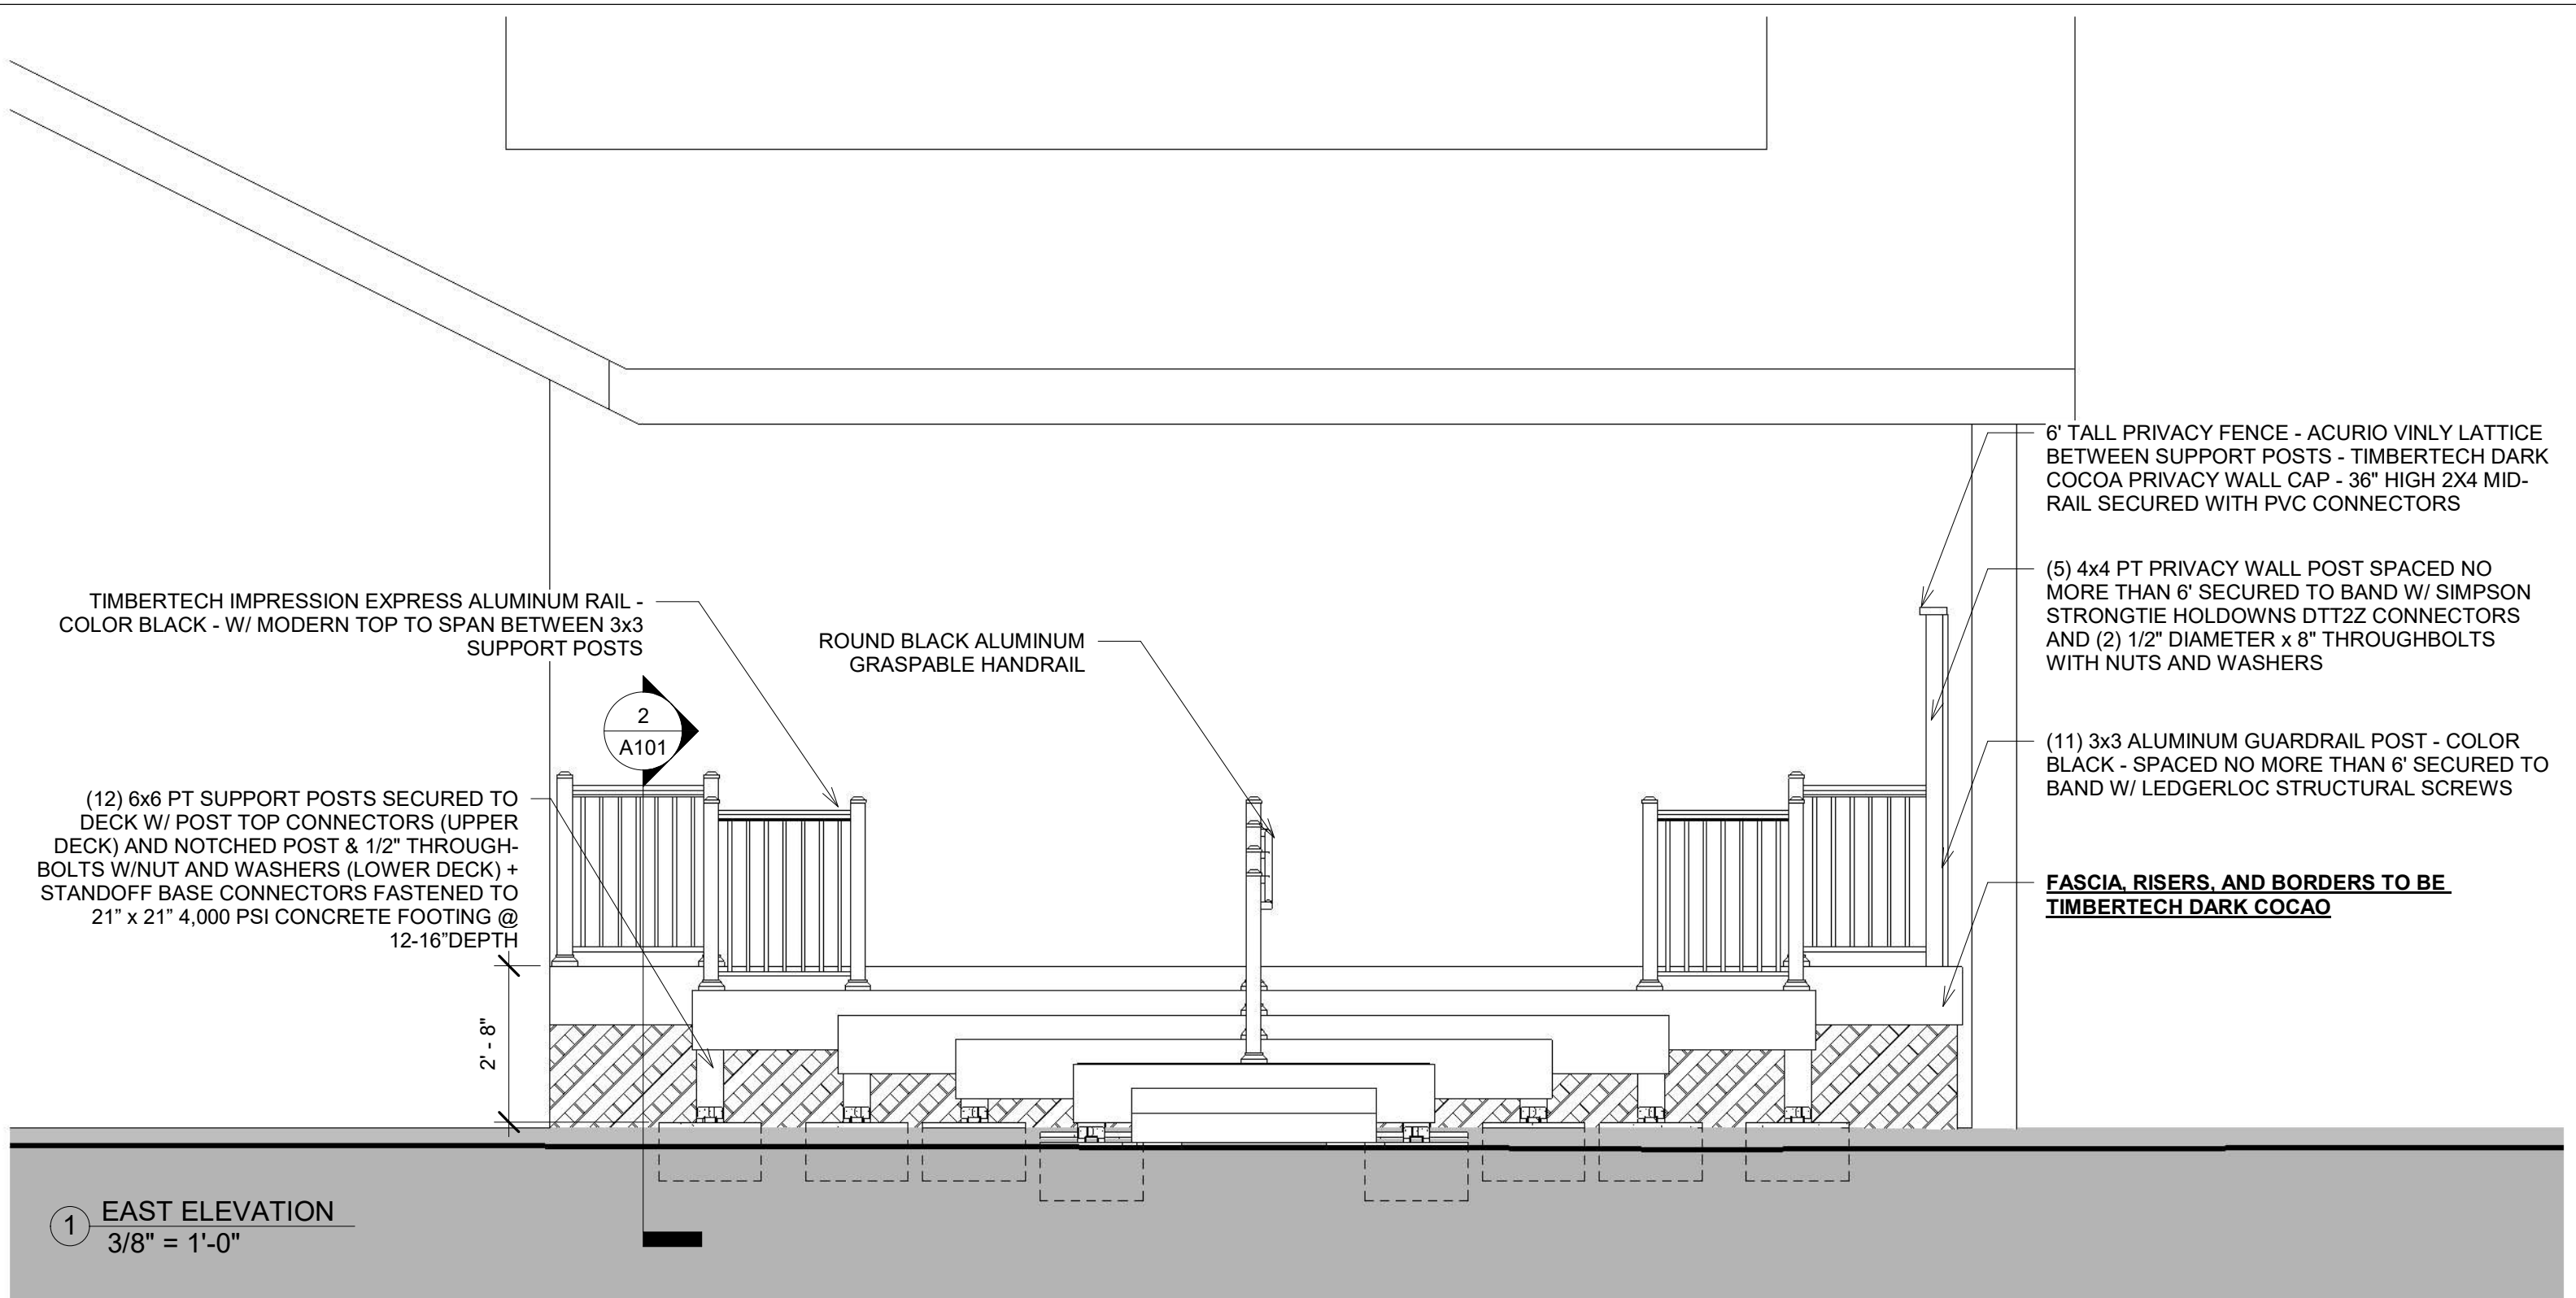 6' TALL PRIVACY FENCE - ACURIO VINLY LATTICE
BETWEEN SUPPORT POSTS - TIMBERTECH DARK
COCOA PRIVACY WALL CAP - 36" HIGH 2X4 MID-
RAIL SECURED WITH PVC CONNECTORS
(5) 4x4 PT PRIVACY WALL POST SPACED NO
MORE THAN 6' SECURED TO BAND W/ SIMPSON
STRONGTIE HOLDOWNS DTT2Z CONNECTORS
AND (2) 1/2" DIAMETER x 8" THROUGHBOLTS
WITH NUTS AND WASHERS
TIMBERTECH IMPRESSION EXPRESS ALUMINUM RAIL -
COLOR BLACK - W/ MODERN TOP TO SPAN BETWEEN 3x3
SUPPORT POSTS
ROUND BLACK ALUMINUM
GRASPABLE HANDRAIL
2
A101
(11) 3x3 ALUMINUM GUARDRAIL POST - COLOR
BLACK - SPACED NO MORE THAN 6' SECURED TO
BAND W/ LEDGERLOC STRUCTURAL SCREWS
(12) 6x6 PT SUPPORT POSTS SECURED TO
DECK W/ POST TOP CONNECTORS (UPPER
DECK) AND NOTCHED POST & 1/2" THROUGH-
BOLTS W/NUT AND WASHERS (LOWER DECK) +
STANDOFF BASE CONNECTORS FASTENED TO
21” x 21” 4,000 PSI CONCRETE FOOTING @
12-16”DEPTH
FASCIA, RISERS, AND BORDERS TO BE
TIMBERTECH DARK COCAO
2' - 8"
1
EAST ELEVATION
3/8" = 1'-0"